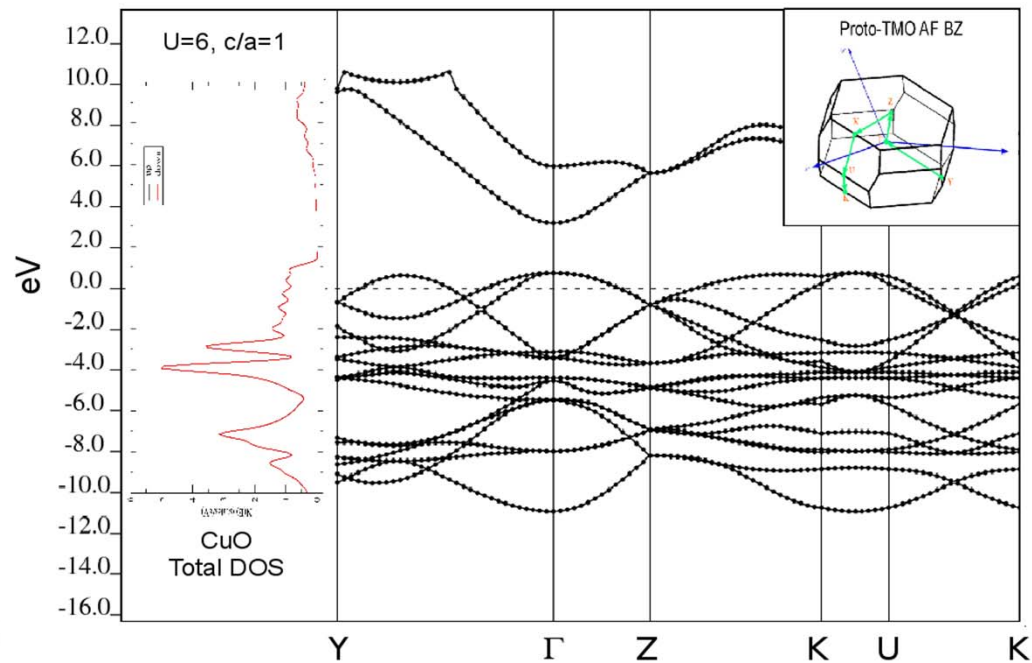 U=6, c/a=1
Proto-TMO AF BZ
eV
12.0
10.0
8.0
6.0
4.0
2.0
0.0
-2.0
-4.0
-6.0
-8.0
-10.0
-12.0
-14.0
-16.0
up
down
CuO
Total DOS
Z
K
U
K
Y
Y
Γ
Z
K
U
K